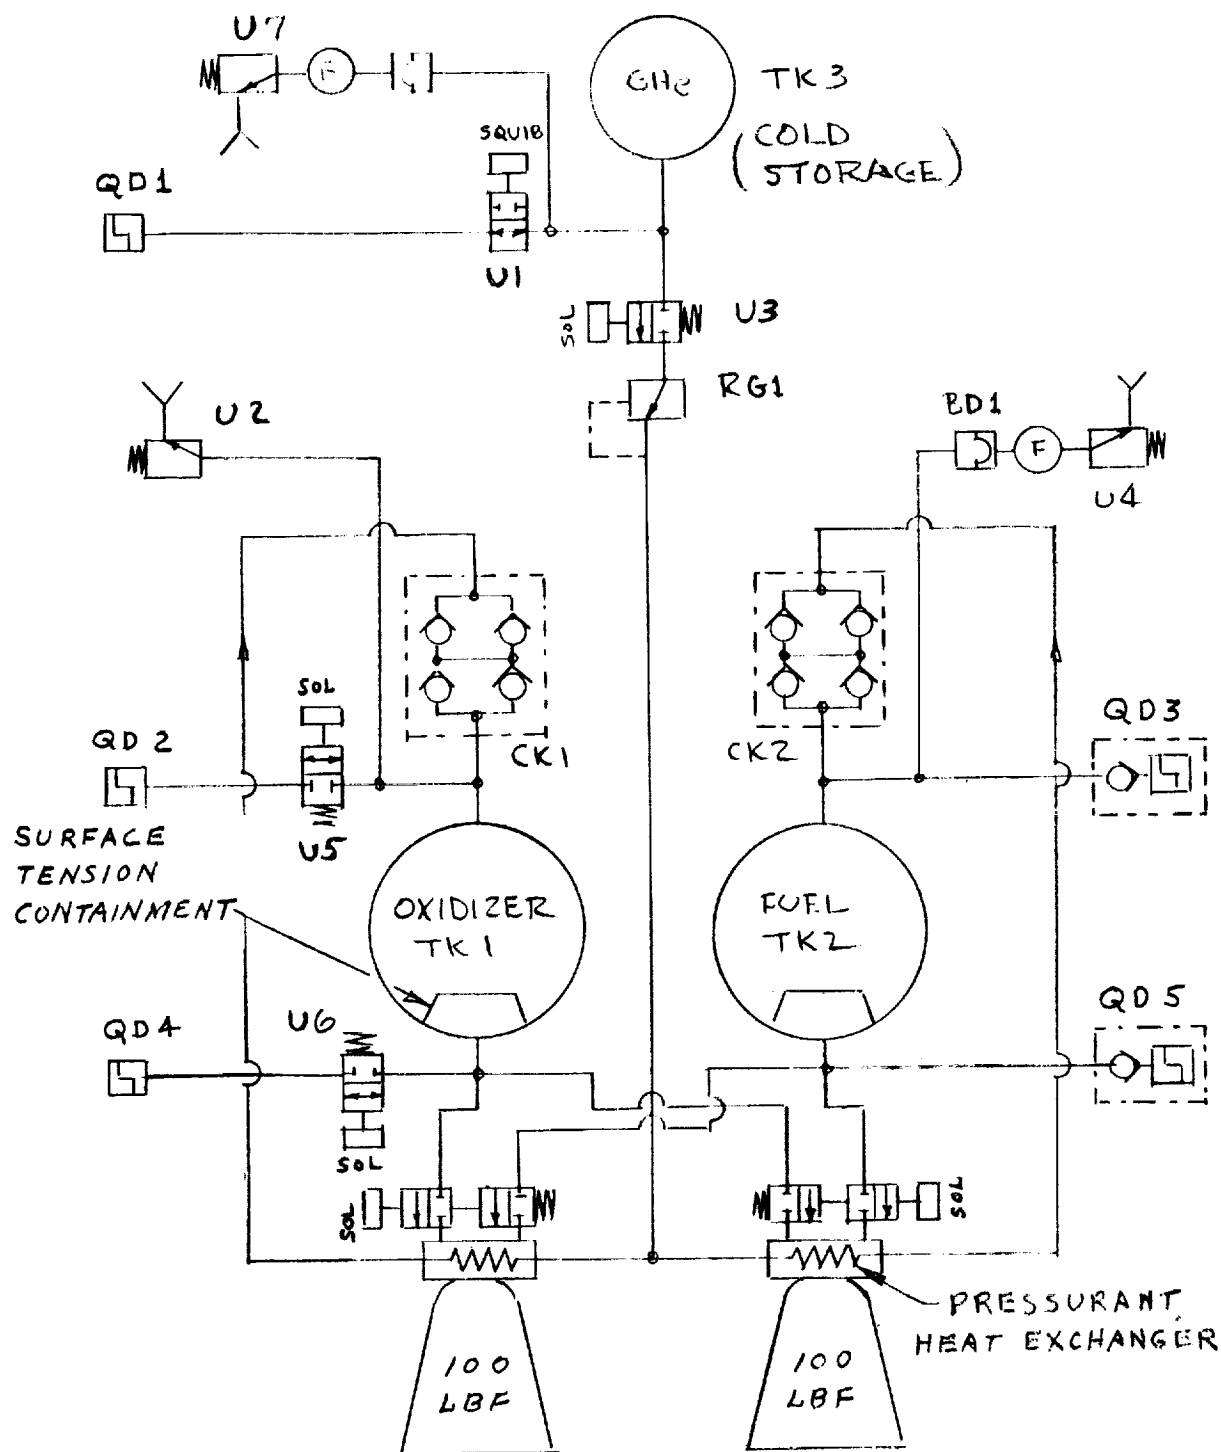 U7
F
GHe
TK3
(COLD
STORAGE)
SQUIB
QD1
U1
SOL
U3
RG1
U2
BD1
F
U4
SOL
QD2
U5
CK1
CK2
QD3
SURFACE
TENSION
CONTAINMENT
OXIDIZER
TK1
FUEL
TK2
QD4
U6
SOL
QD5
SOL
SOL
PRESSURANT
HEAT EXCHANGER
100
LBF
100
LBF